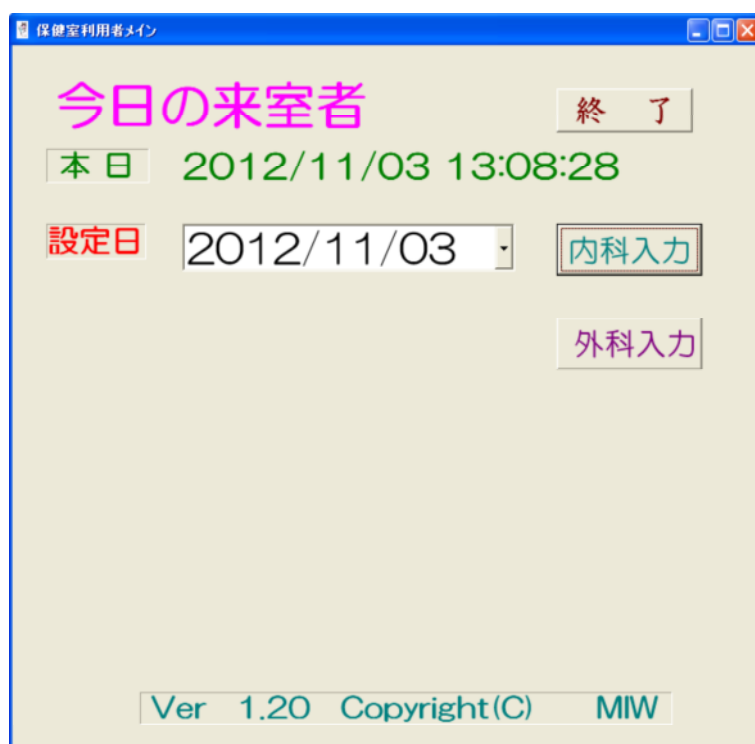 保健室利用者メイン
今日の来室者
終 了
本 日 2012/11/03 13:08:28
設定日 2012/11/03 内科入力
外科入力
Ver 1.20 Copyright(C) MIW